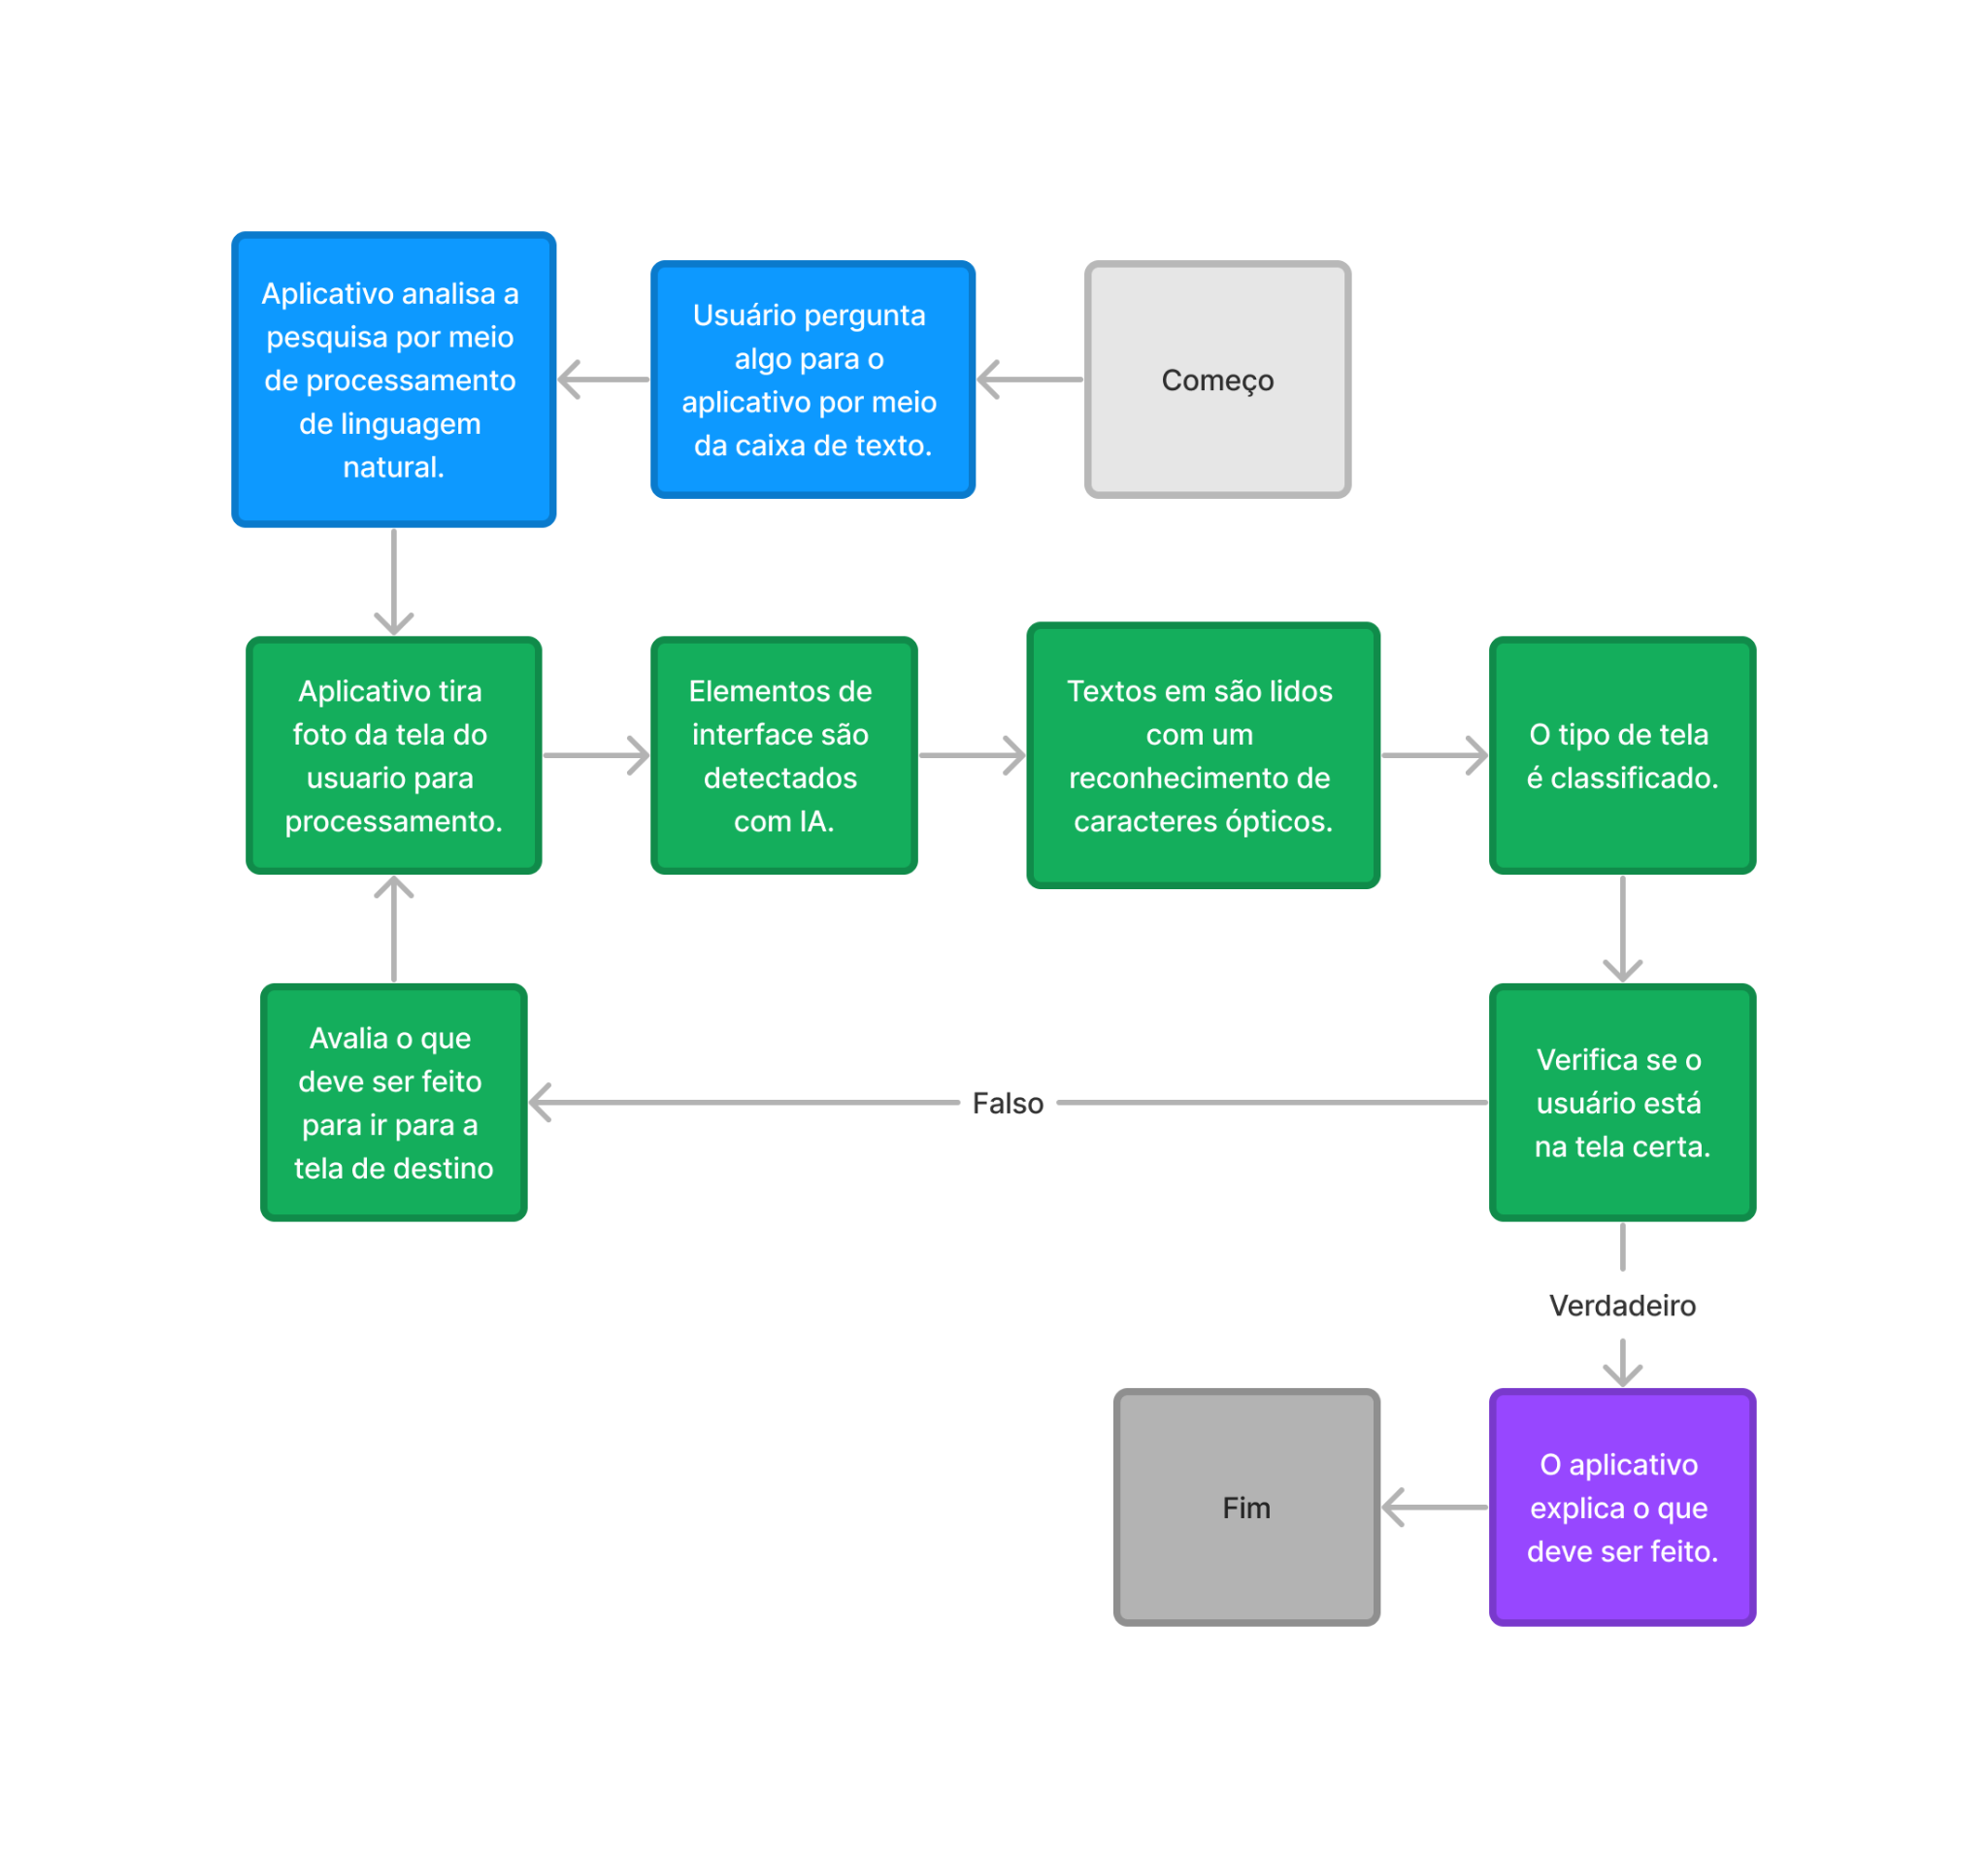 Começo
Usuário pergunta
algo para o
aplicativo por meio
da caixa de texto.
Aplicativo analisa a
pesquisa por meio
de processamento
de linguagem
natural.
Aplicativo tira
foto da tela do
usuario para
processamento.
Elementos de
interface são
detectados
com IA.
Textos em são lidos
com um
reconhecimento de
caracteres ópticos.
O tipo de tela
é classificado.
Verifica se o
usuário está
na tela certa.
Falso
Avalia o que
deve ser feito
para ir para a
tela de destino
Verdadeiro
O aplicativo
explica o que
deve ser feito.
Fim